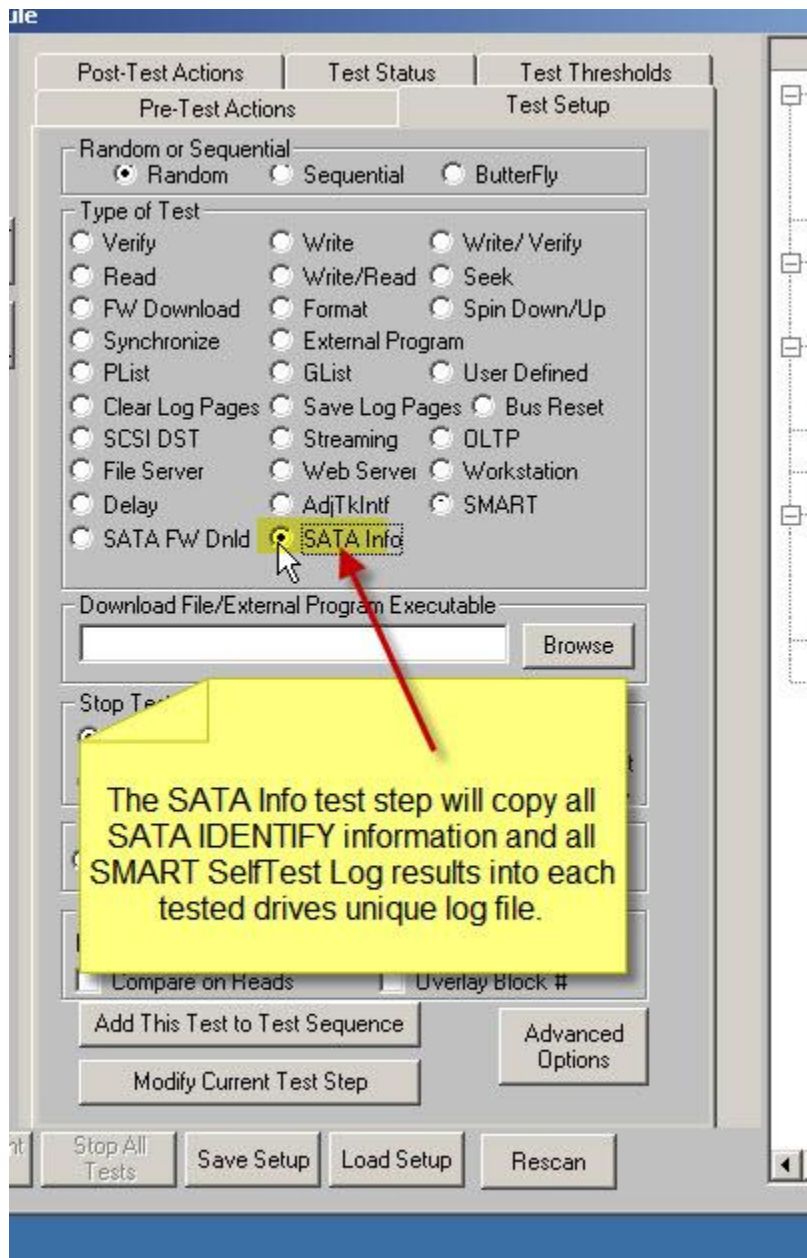 Post-Test Actions Test Status Test Thresholds
Pre-Test Actions Test Setup
Random or Sequential
Random Sequential ButterFly
Type of Test
Verify Write Write/ Verify
Read Write/Read Seek
FW Download Format Spin Down/Up
Synchronize External Program
PList GList User Defined
Clear Log Pages Save Log Pages Bus Reset
SCSI DST Streaming OLTP
File Server Web Server Workstation
Delay AdjTkIntf SMART
SATA FW Dnld SATA Info
Download File/External Program Executable
Browse
Stop
The SATA Info test step will copy all
SATA IDENTIFY information and all
SMART SelfTest Log results into each
tested drives unique log file.
Compare on Reads Overlay Block #
Add This Test to Test Sequence
Advanced
Options
Modify Current Test Step
Stop All
Tests
Save Setup Load Setup Rescan